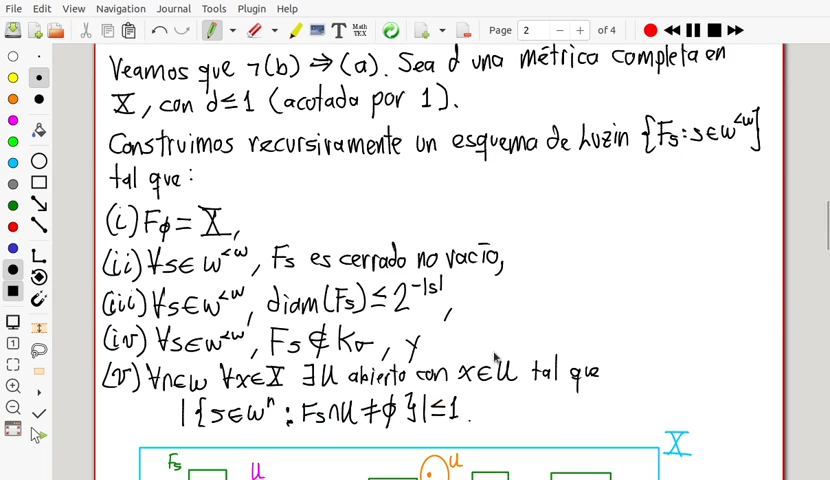 Edit View Navigation Journal Tools Plugin Help
Page 2 of 4
Veamos que ¬(b) ⇒ (a). Sea d una métrica completa en
X, con d ≤ 1 (acotada por 1).
Construimos recursivamente un esquema de Luzin {Fs : s∈ω^<ω}
tal que:
(i) F∅ = X,
(ii) ∀s∈ω^<ω, Fs es cerrado no vacío,
(iii) ∀s∈ω^<ω, diam(Fs) ≤ 2^-|s|,
(iv) ∀s∈ω^<ω, Fs ∉ Kσ, y
(v) ∀n∈ω ∀x∈X ∃U abierto con x∈U tal que
|{s∈ω^n : Fs∩U ≠ ∅}| ≤ 1.
X
Fs U U